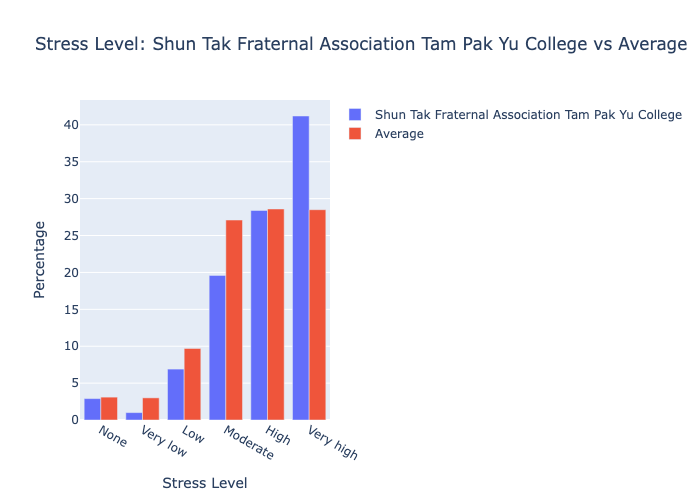 Stress Level: Shun Tak Fraternal Association Tam Pak Yu College vs Average
Shun Tak Fraternal Association Tam Pak Yu College
Average
Percentage
40
35
30
25
20
15
10
5
0
None
Very low
Low
Moderate
High
Very high
Stress Level